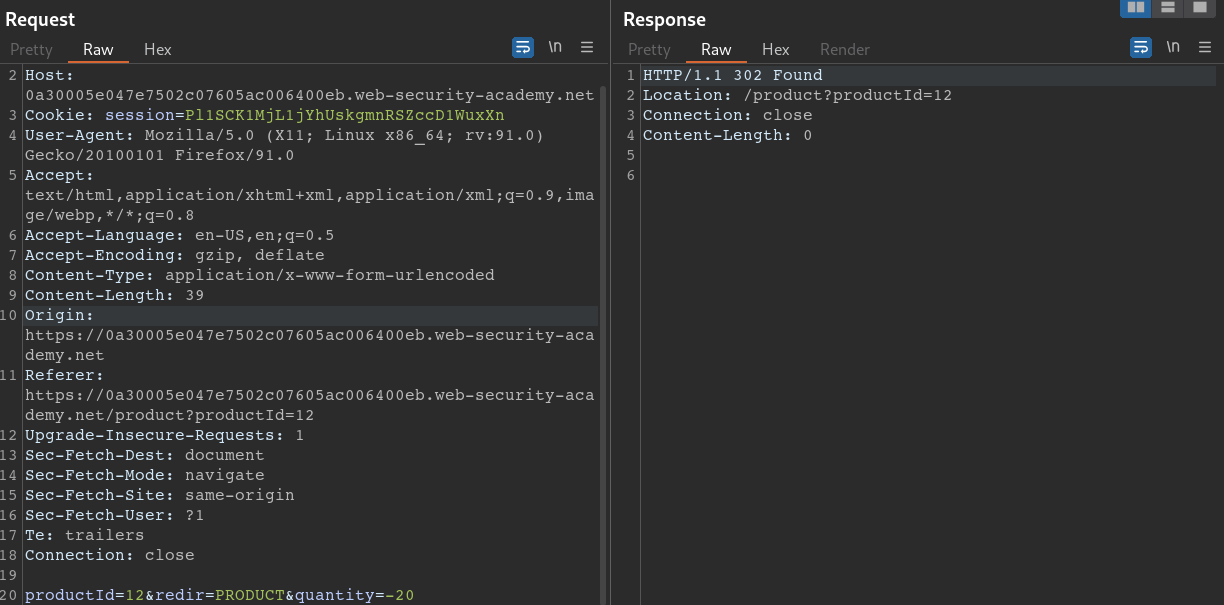 Request
Pretty Raw Hex \n
2 Host:
0a30005e047e7502c07605ac006400eb.web-security-academy.net
3 Cookie: session=Pl1SCK1MjL1jYhUskgmnRSZccD1WuxXn
4 User-Agent: Mozilla/5.0 (X11; Linux x86_64; rv:91.0)
Gecko/20100101 Firefox/91.0
5 Accept:
text/html,application/xhtml+xml,application/xml;q=0.9,ima
ge/webp,*/*;q=0.8
6 Accept-Language: en-US,en;q=0.5
7 Accept-Encoding: gzip, deflate
8 Content-Type: application/x-www-form-urlencoded
9 Content-Length: 39
10 Origin:
https://0a30005e047e7502c07605ac006400eb.web-security-aca
demy.net
11 Referer:
https://0a30005e047e7502c07605ac006400eb.web-security-aca
demy.net/product?productId=12
12 Upgrade-Insecure-Requests: 1
13 Sec-Fetch-Dest: document
14 Sec-Fetch-Mode: navigate
15 Sec-Fetch-Site: same-origin
16 Sec-Fetch-User: ?1
17 Te: trailers
18 Connection: close
19
20 productId=12&redir=PRODUCT&quantity=-20
Response
Pretty Raw Hex Render \n
1 HTTP/1.1 302 Found
2 Location: /product?productId=12
3 Connection: close
4 Content-Length: 0
5
6